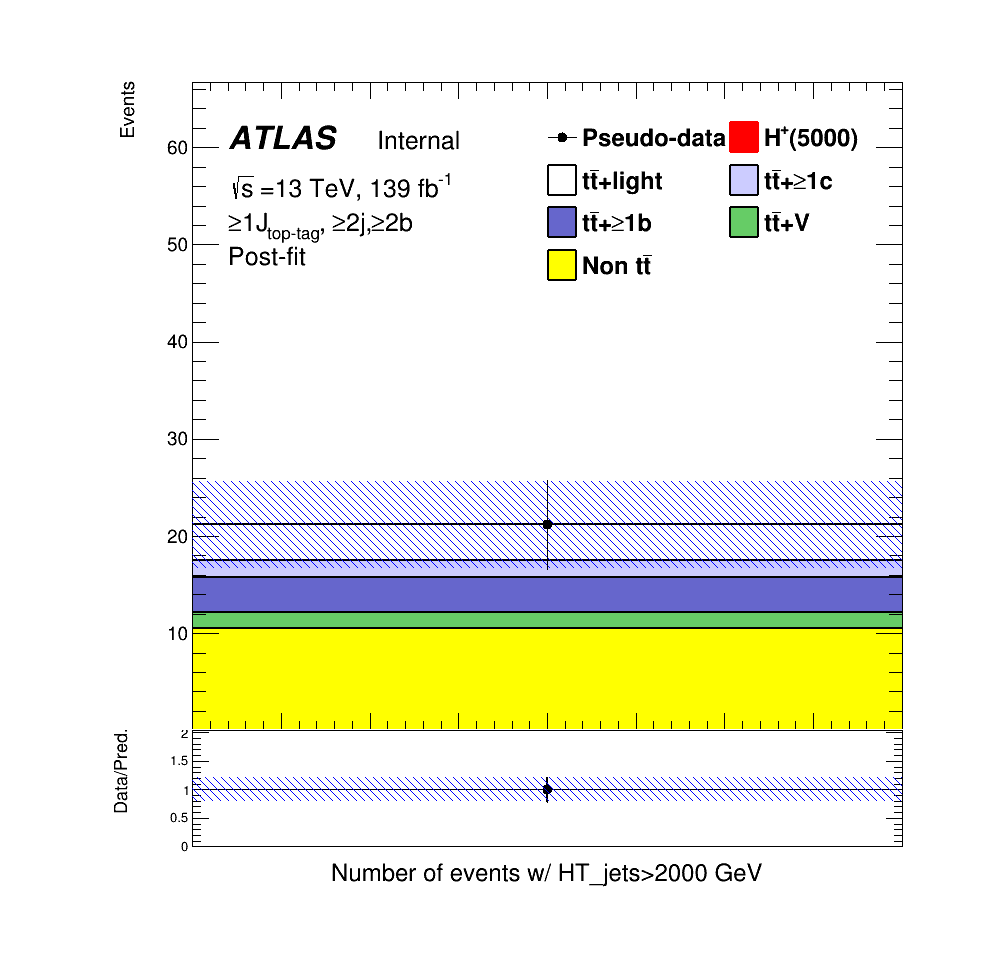 Events
60
50
40
30
20
10
ATLAS Internal
√s =13 TeV, 139 fb⁻¹
≥1J_top-tag, ≥2j,≥2b
Post-fit
Pseudo-data
H⁺(5000)
tt̄+light
tt̄+≥1c
tt̄+≥1b
tt̄+V
Non tt̄
Data/Pred.
2
1.5
1
0.5
0
Number of events w/ HT_jets>2000 GeV